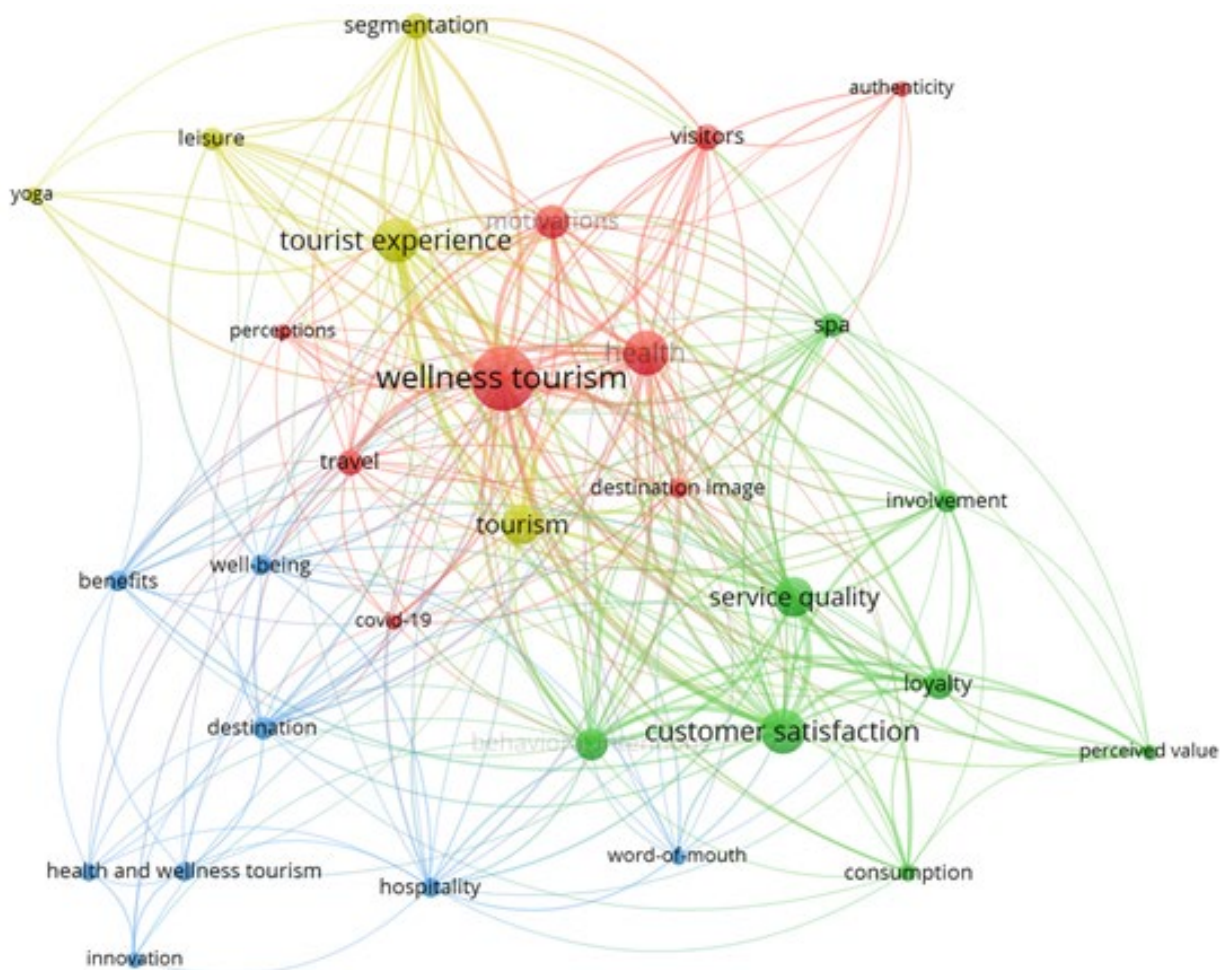 segmentation
authenticity
visitors
leisure
yoga
motivations
tourist experience
spa
perceptions
health
wellness tourism
travel
destination image
involvement
tourism
well-being
benefits
service quality
covid-19
loyalty
destination
customer satisfaction
perceived value
word-of-mouth
health and wellness tourism
consumption
hospitality
innovation